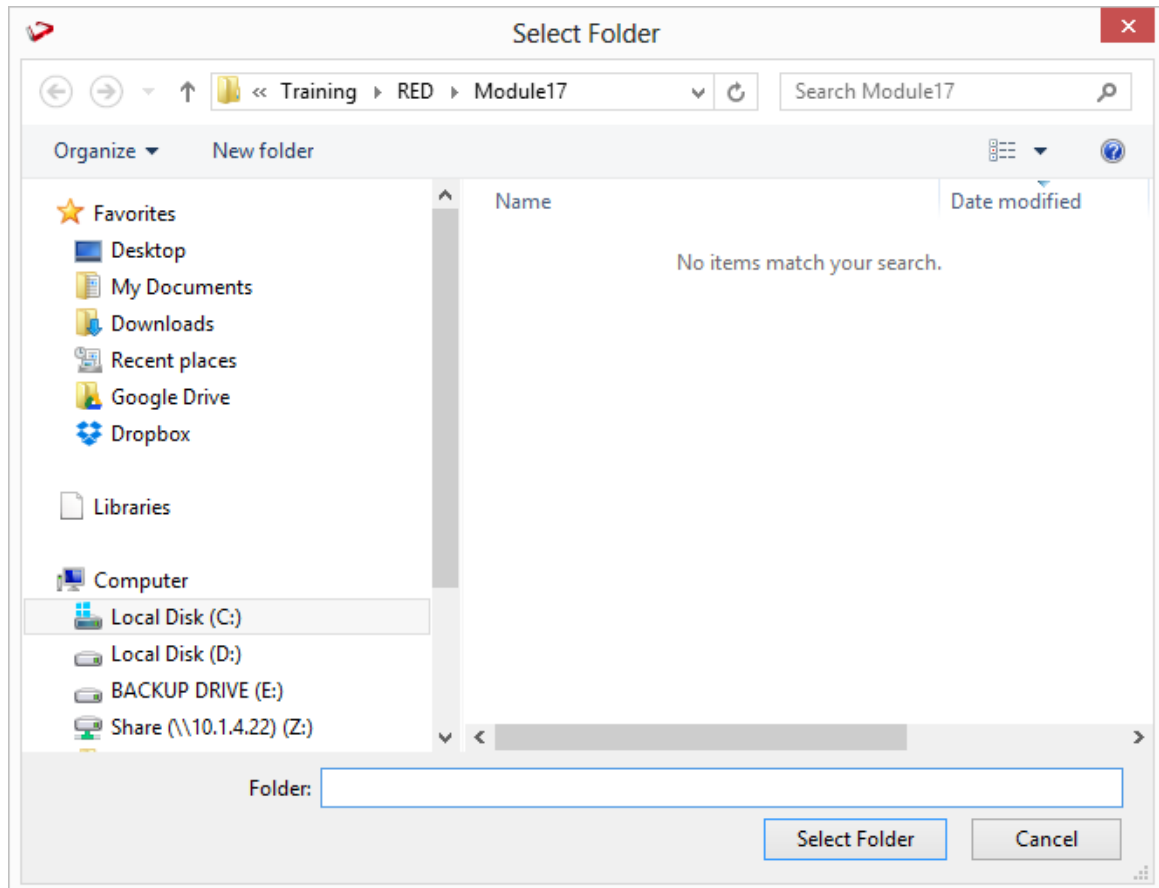 Select Folder
« Training RED Module17 Search Module17
Organize New folder
Name Date modified
No items match your search.
Favorites
Desktop
My Documents
Downloads
Recent places
Google Drive
Dropbox
Libraries
Computer
Local Disk (C:)
Local Disk (D:)
BACKUP DRIVE (E:)
Share (\\10.1.4.22) (Z:)
Folder:
Select Folder Cancel